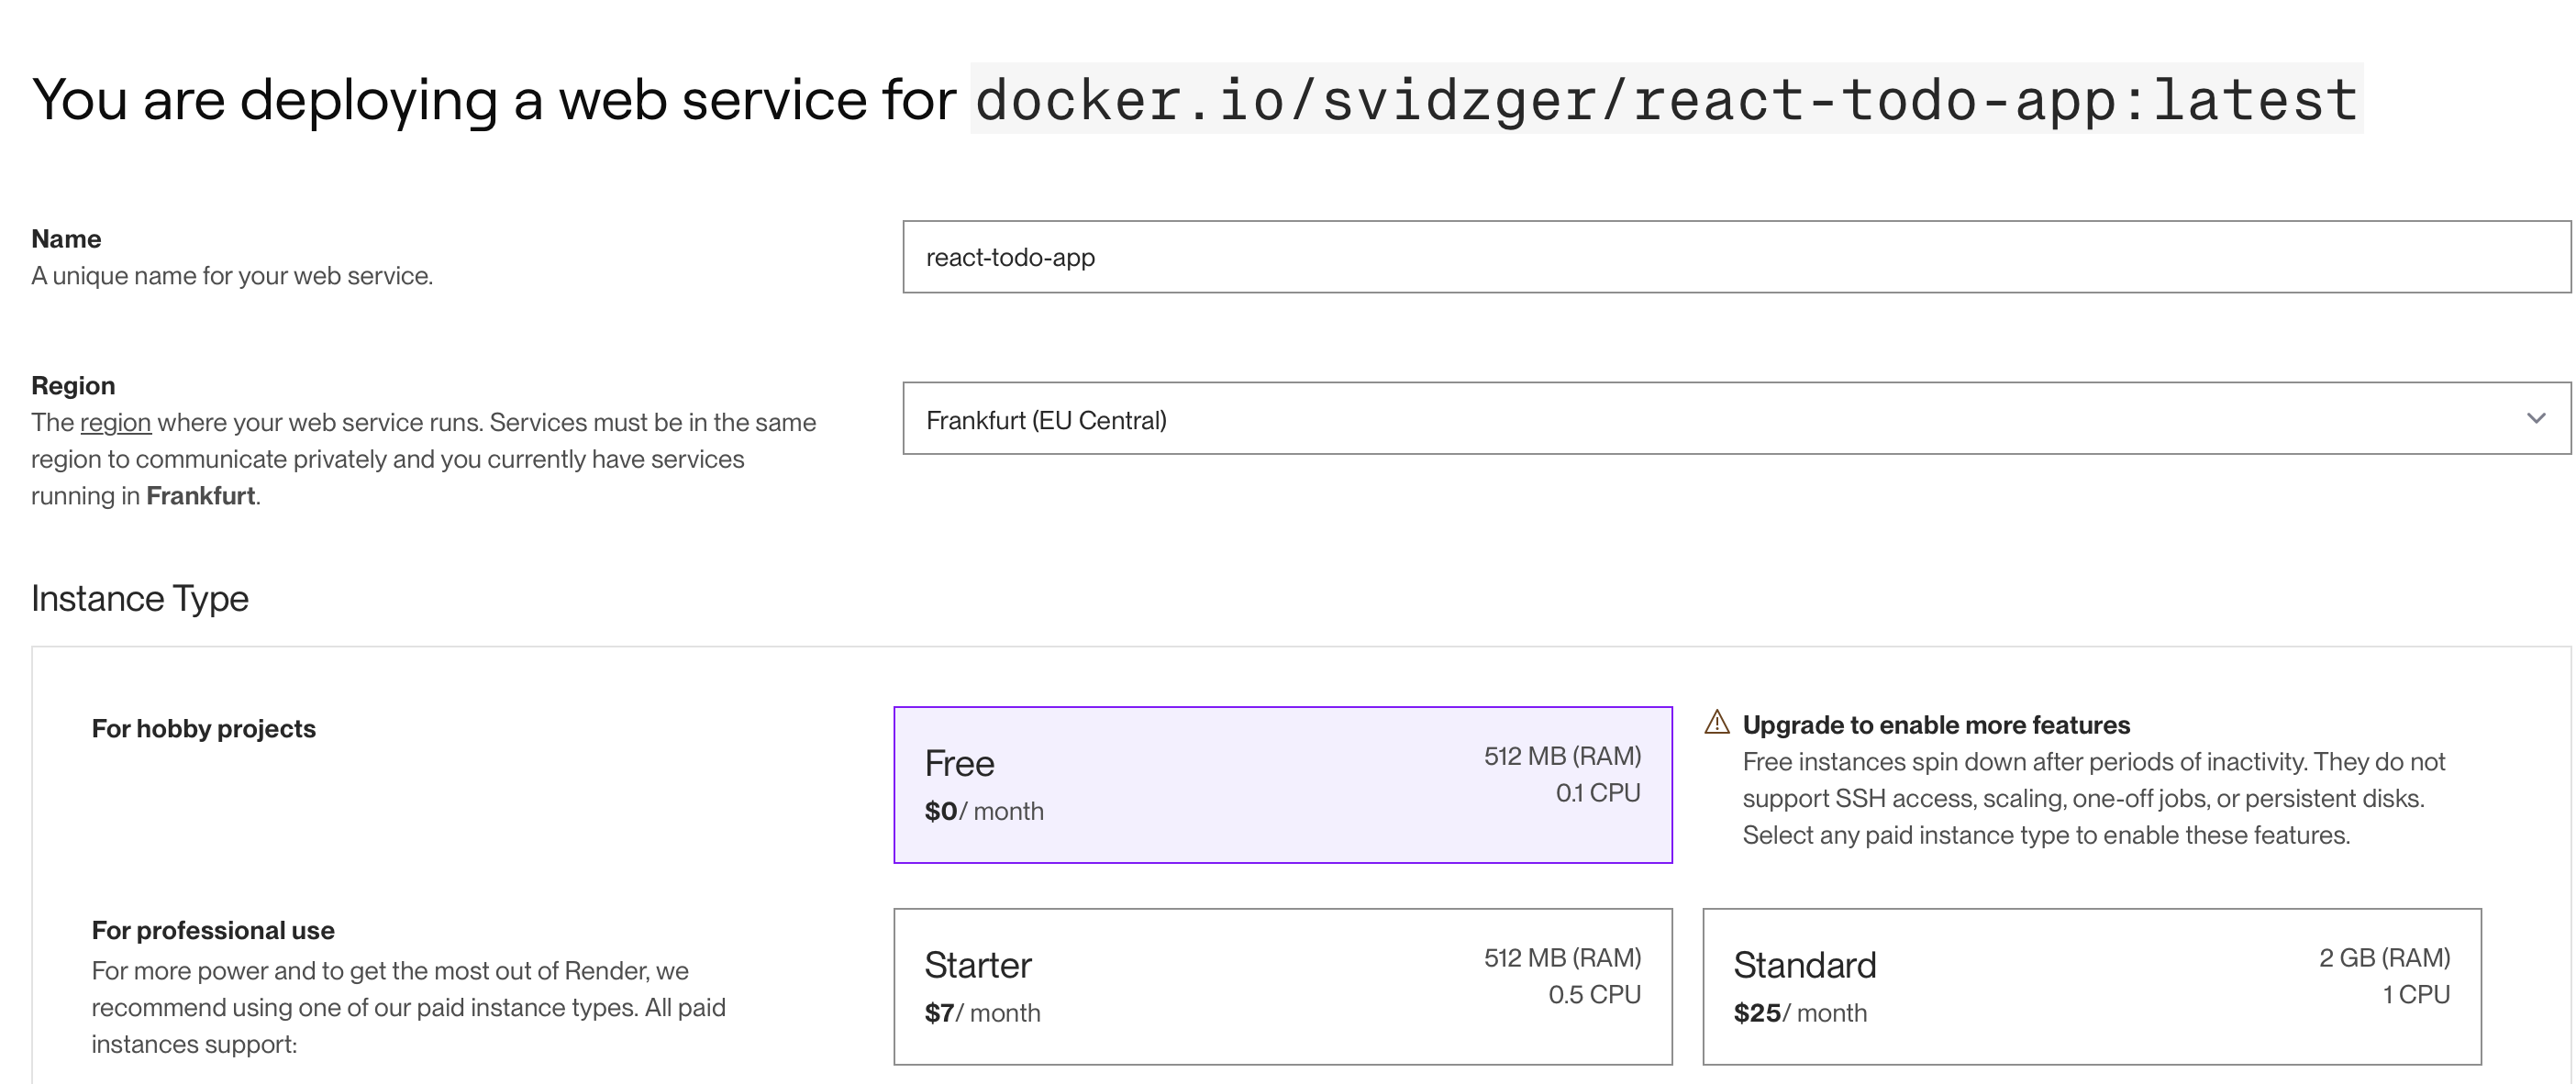 You are deploying a web service for docker.io/svidzger/react-todo-app:latest
Name
A unique name for your web service.
react-todo-app
Region
The region where your web service runs. Services must be in the same
region to communicate privately and you currently have services
running in Frankfurt.
Frankfurt (EU Central)
Instance Type
For hobby projects
Free
$0/ month
512 MB (RAM)
0.1 CPU
Upgrade to enable more features
Free instances spin down after periods of inactivity. They do not
support SSH access, scaling, one-off jobs, or persistent disks.
Select any paid instance type to enable these features.
For professional use
For more power and to get the most out of Render, we
recommend using one of our paid instance types. All paid
instances support:
Starter
$7/ month
512 MB (RAM)
0.5 CPU
Standard
$25/ month
2 GB (RAM)
1 CPU